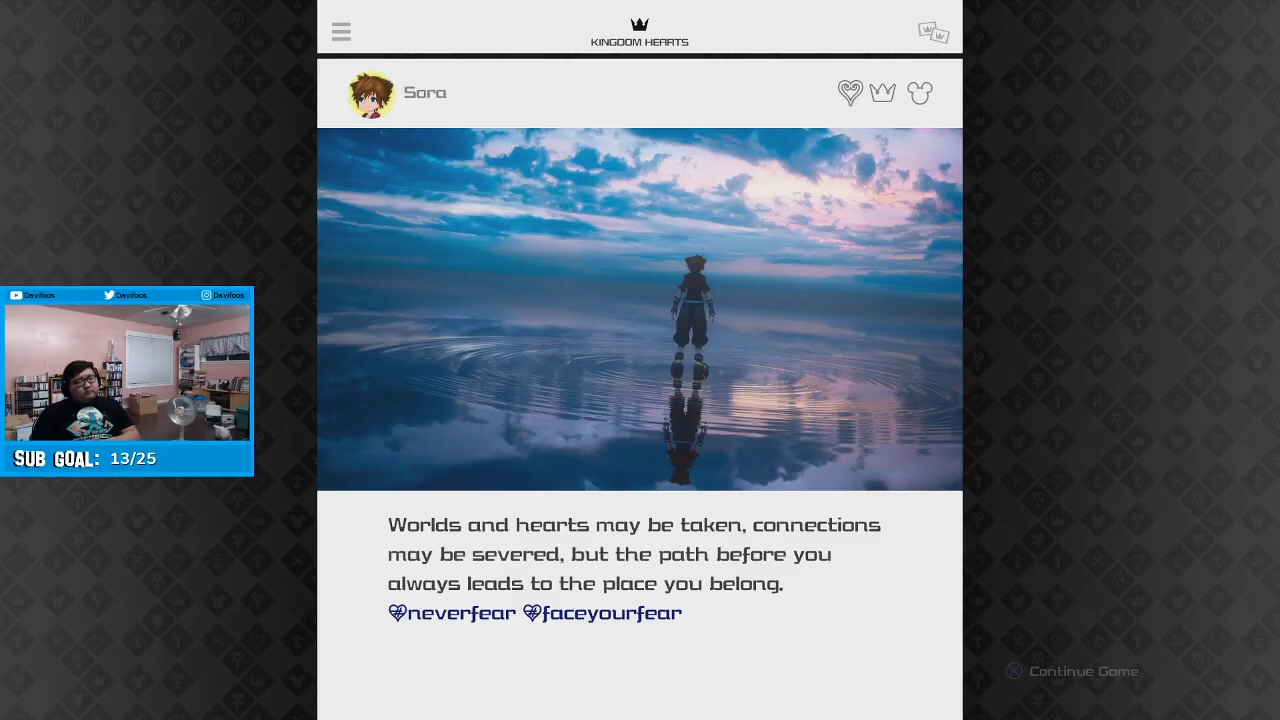 KINGDOM HEARTS
Sora
Davifoos
Davifoos
Davifoos
SUB GOAL: 13/25
Worlds and hearts may be taken, connections
may be severed, but the path before you
always leads to the place you belong.
neverfear faceyourfear
Continue Game